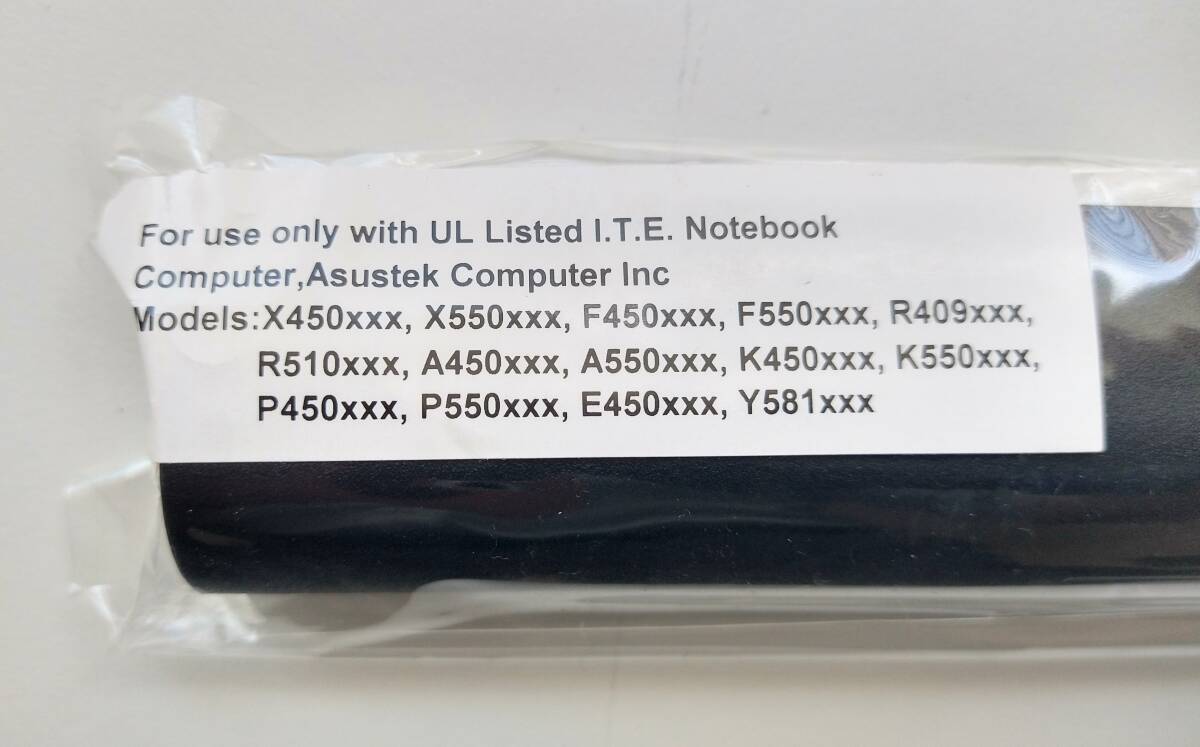 For use only with UL Listed I.T.E. Notebook
Computer,Asustek Computer Inc
Models:X450xxx, X550xxx, F450xxx, F550xxx, R409xxx,
R510xxx, A450xxx, A550xxx, K450xxx, K550xxx,
P450xxx, P550xxx, E450xxx, Y581xxx